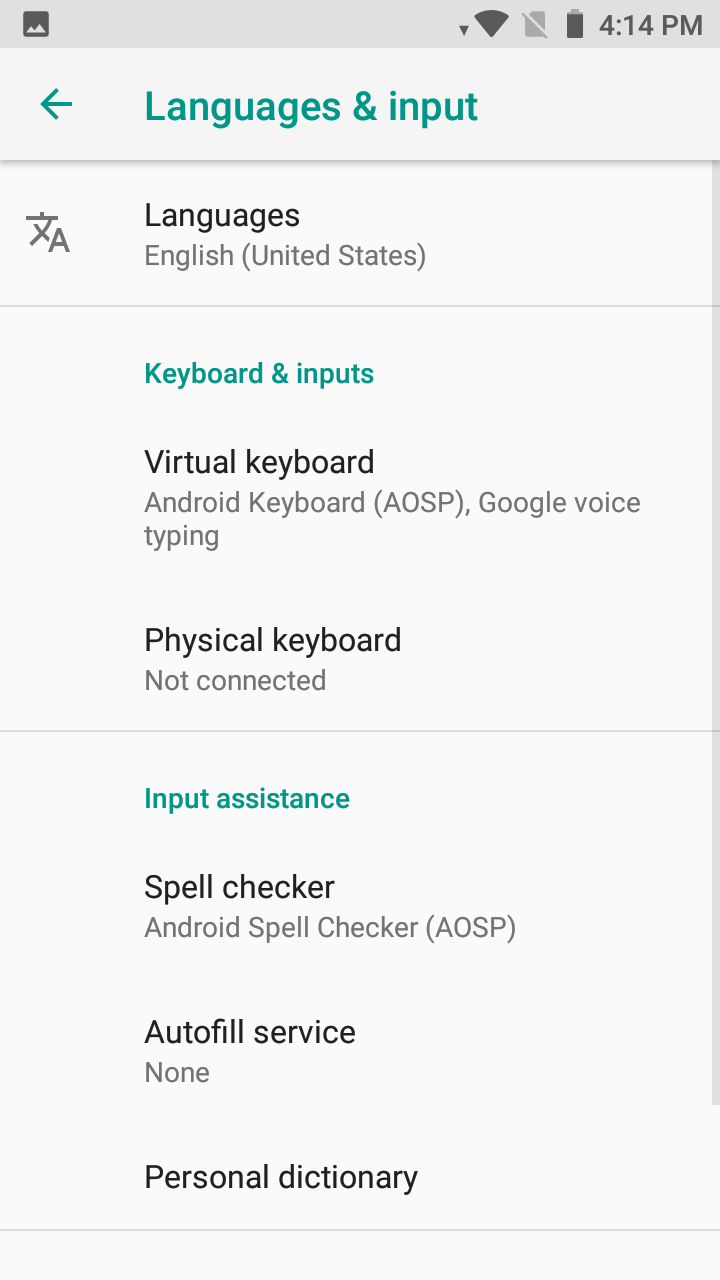 4:14 PM
Languages & input
Languages
English (United States)
Keyboard & inputs
Virtual keyboard
Android Keyboard (AOSP), Google voice
typing
Physical keyboard
Not connected
Input assistance
Spell checker
Android Spell Checker (AOSP)
Autofill service
None
Personal dictionary